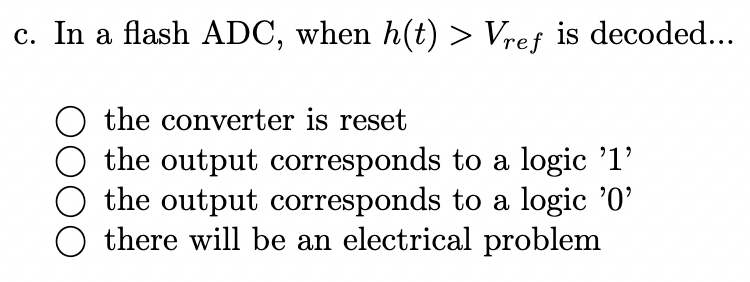 c. In a flash ADC, when h(t) > Vref is decoded...
the converter is reset
the output corresponds to a logic ’1’
the output corresponds to a logic ’0’
there will be an electrical problem